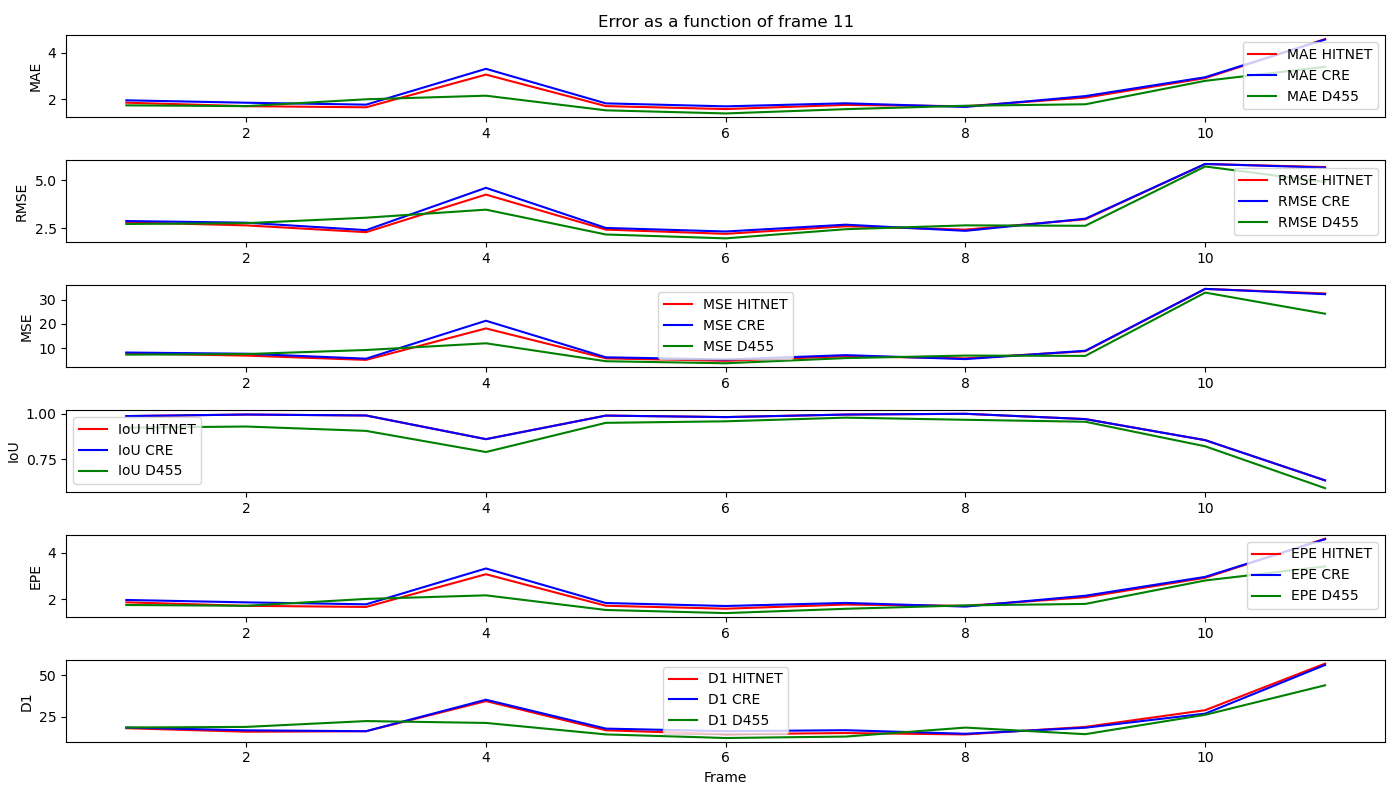 Error as a function of frame 11
MAE
4
2
MAE HITNET
MAE CRE
MAE D455
2 4 6 8 10
RMSE
5.0
2.5
RMSE HITNET
RMSE CRE
RMSE D455
2 4 6 8 10
MSE
30
20
10
MSE HITNET
MSE CRE
MSE D455
2 4 6 8 10
IoU
1.00
0.75
IoU HITNET
IoU CRE
IoU D455
2 4 6 8 10
EPE
4
2
EPE HITNET
EPE CRE
EPE D455
2 4 6 8 10
D1
50
25
D1 HITNET
D1 CRE
D1 D455
2 4 6 8 10
Frame